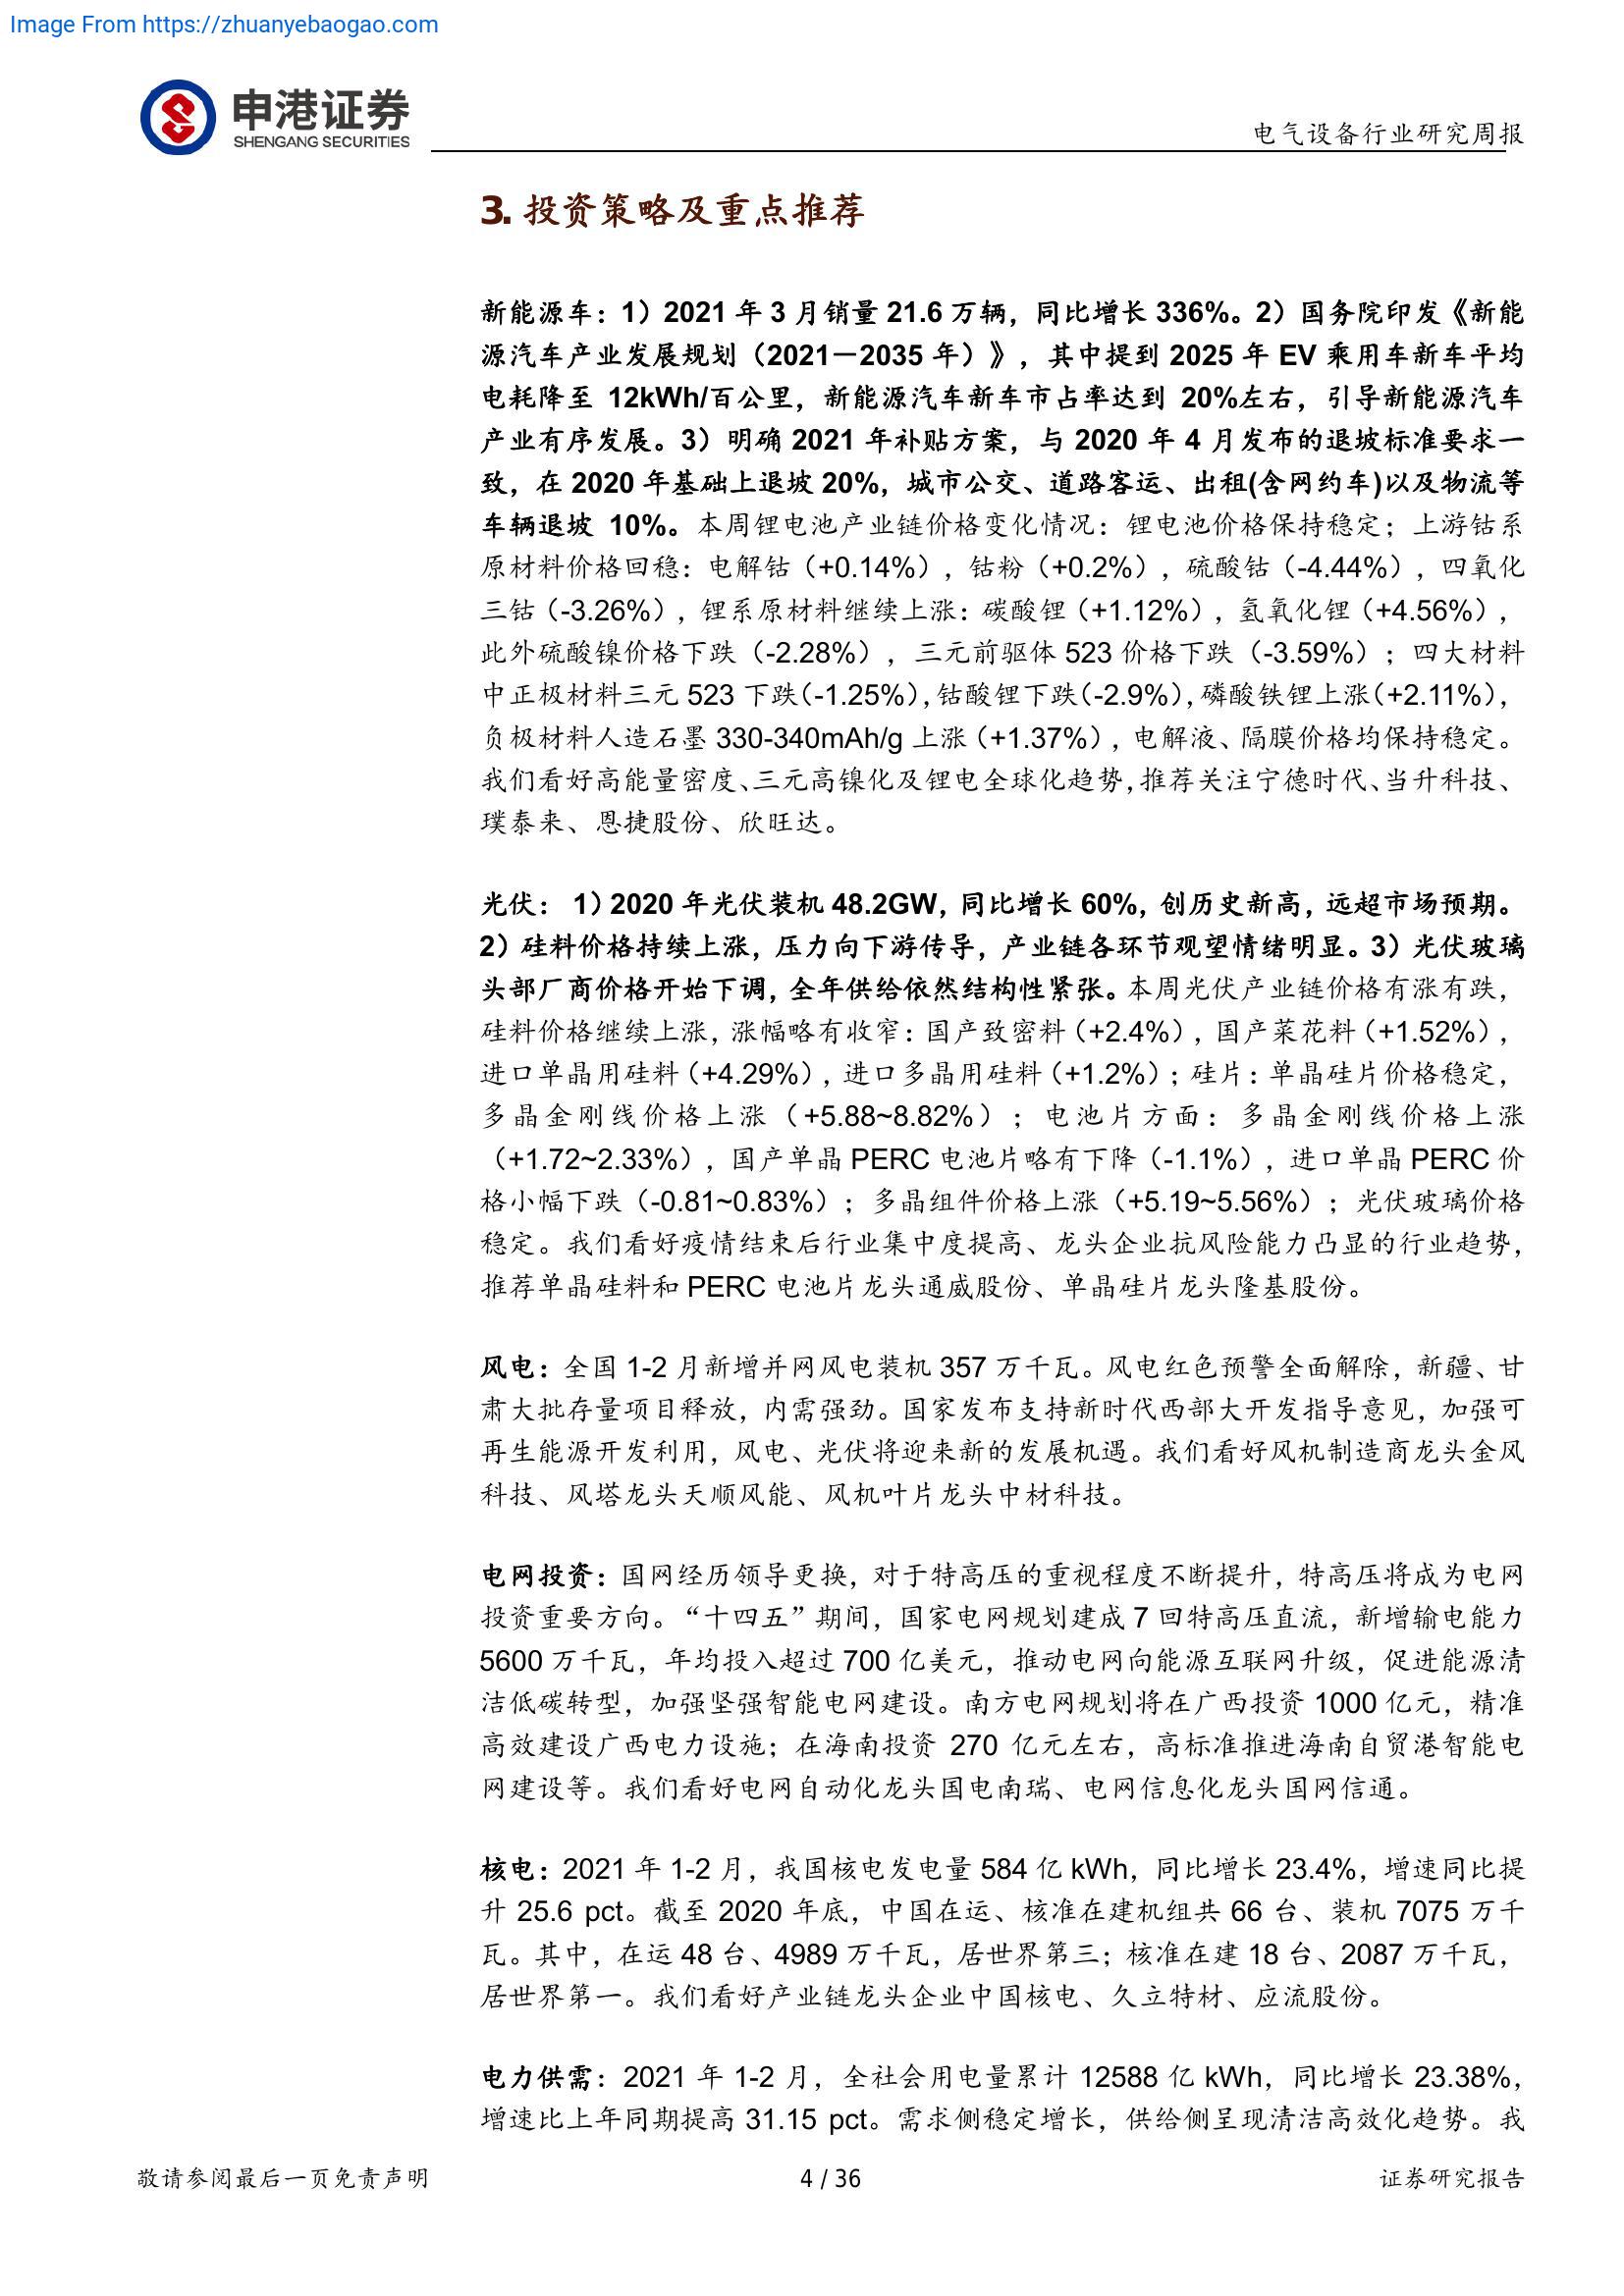 Image From https://zhuanyebaogao.com
申港证券
SHENGANG SECURITIES
电气设备行业研究周报
3. 投资策略及重点推荐
新能源车：1）2021 年 3 月销量 21.6 万辆，同比增长 336%。2）国务院印发《新能
源汽车产业发展规划（2021－2035 年）》，其中提到 2025 年 EV 乘用车新车平均
电耗降至 12kWh/百公里，新能源汽车新车市占率达到 20%左右，引导新能源汽车
产业有序发展。3）明确 2021 年补贴方案，与 2020 年 4 月发布的退坡标准要求一
致，在 2020 年基础上退坡 20%，城市公交、道路客运、出租(含网约车)以及物流等
车辆退坡 10%。本周锂电池产业链价格变化情况：锂电池价格保持稳定；上游钴系
原材料价格回稳：电解钴（+0.14%），钴粉（+0.2%），硫酸钴（-4.44%），四氧化
三钴（-3.26%），锂系原材料继续上涨：碳酸锂（+1.12%），氢氧化锂（+4.56%），
此外硫酸镍价格下跌（-2.28%），三元前驱体 523 价格下跌（-3.59%）；四大材料
中正极材料三元 523 下跌（-1.25%），钴酸锂下跌（-2.9%），磷酸铁锂上涨（+2.11%），
负极材料人造石墨 330-340mAh/g 上涨（+1.37%），电解液、隔膜价格均保持稳定。
我们看好高能量密度、三元高镍化及锂电全球化趋势，推荐关注宁德时代、当升科技、
璞泰来、恩捷股份、欣旺达。
光伏： 1）2020 年光伏装机 48.2GW，同比增长 60%，创历史新高，远超市场预期。
2）硅料价格持续上涨，压力向下游传导，产业链各环节观望情绪明显。3）光伏玻璃
头部厂商价格开始下调，全年供给依然结构性紧张。本周光伏产业链价格有涨有跌，
硅料价格继续上涨，涨幅略有收窄：国产致密料（+2.4%），国产菜花料（+1.52%），
进口单晶用硅料（+4.29%），进口多晶用硅料（+1.2%）；硅片：单晶硅片价格稳定，
多晶金刚线价格上涨（+5.88~8.82%）；电池片方面：多晶金刚线价格上涨
（+1.72~2.33%），国产单晶 PERC 电池片略有下降（-1.1%），进口单晶 PERC 价
格小幅下跌（-0.81~0.83%）；多晶组件价格上涨（+5.19~5.56%）；光伏玻璃价格
稳定。我们看好疫情结束后行业集中度提高、龙头企业抗风险能力凸显的行业趋势，
推荐单晶硅料和 PERC 电池片龙头通威股份、单晶硅片龙头隆基股份。
风电：全国 1-2 月新增并网风电装机 357 万千瓦。风电红色预警全面解除，新疆、甘
肃大批存量项目释放，内需强劲。国家发布支持新时代西部大开发指导意见，加强可
再生能源开发利用，风电、光伏将迎来新的发展机遇。我们看好风机制造商龙头金风
科技、风塔龙头天顺风能、风机叶片龙头中材科技。
电网投资：国网经历领导更换，对于特高压的重视程度不断提升，特高压将成为电网
投资重要方向。“十四五”期间，国家电网规划建成 7 回特高压直流，新增输电能力
5600 万千瓦，年均投入超过 700 亿美元，推动电网向能源互联网升级，促进能源清
洁低碳转型，加强坚强智能电网建设。南方电网规划将在广西投资 1000 亿元，精准
高效建设广西电力设施；在海南投资 270 亿元左右，高标准推进海南自贸港智能电
网建设等。我们看好电网自动化龙头国电南瑞、电网信息化龙头国网信通。
核电：2021 年 1-2 月，我国核电发电量 584 亿 kWh，同比增长 23.4%，增速同比提
升 25.6 pct。截至 2020 年底，中国在运、核准在建机组共 66 台、装机 7075 万千
瓦。其中，在运 48 台、4989 万千瓦，居世界第三；核准在建 18 台、2087 万千瓦，
居世界第一。我们看好产业链龙头企业中国核电、久立特材、应流股份。
电力供需：2021 年 1-2 月，全社会用电量累计 12588 亿 kWh，同比增长 23.38%，
增速比上年同期提高 31.15 pct。需求侧稳定增长，供给侧呈现清洁高效化趋势。我
敬请参阅最后一页免责声明
4 / 36
证券研究报告